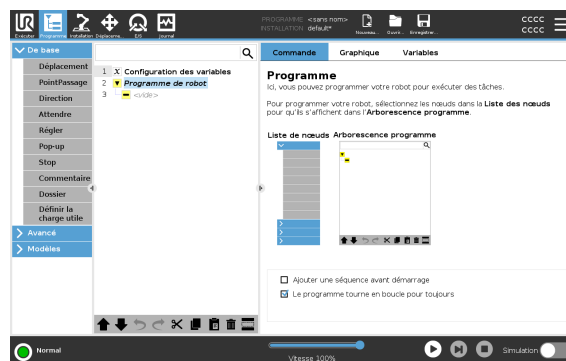 UR
Exécuter
Programme
Installation
Déplaceme...
E/S
Journal
PROGRAMME <sans nom>
INSTALLATION default*
Nouveau...
Ouvrir...
Enregistrer...
CCCC
CCCC
De base
Déplacement
PointPassage
Direction
Attendre
Régler
Pop-up
Stop
Commentaire
Dossier
Définir la
charge utile
Avancé
Modèles
1 X Configuration des variables
2 Programme de robot
3 <vide>
Commande
Graphique
Variables
Programme
Ici, vous pouvez programmer votre robot pour exécuter des tâches.
Pour programmer votre robot, sélectionnez les nœuds dans la Liste des nœuds
pour qu'ils s'affichent dans l'Arborescence programme.
Liste de nœuds Arborescence programme
Ajouter une séquence avant démarrage
Le programme tourne en boucle pour toujours
Normal
Vitesse 100%
Simulation